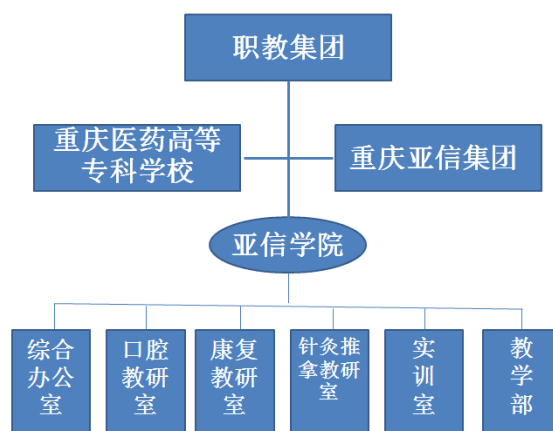 职教集团
重庆医药高等
专科学校
重庆亚信集团
亚信学院
综合
办公
室
口腔
教研
室
康复
教研
室
针灸推
拿教研
室
实
训
室
教
学
部